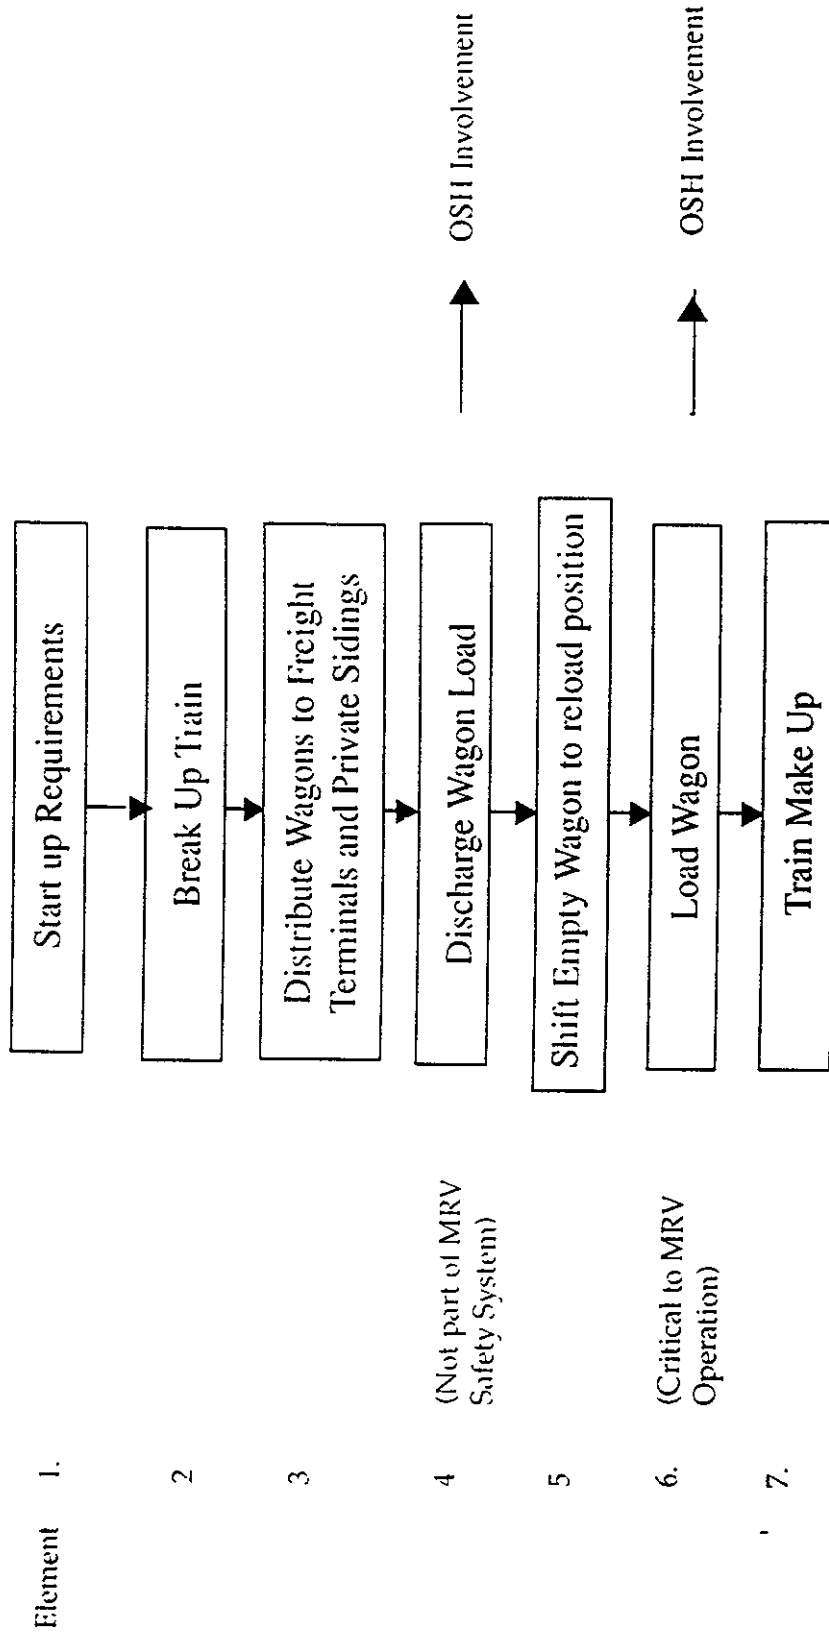 Element 1.
Start up Requirements
2
Break Up Train
3
Distribute Wagons to Freight
Terminals and Private Sidings
4
(Not part of MRV
Safety System)
Discharge Wagon Load
OSH Involvement
5
Shift Empty Wagon to reload position
6.
(Critical to MRV
Operation)
Load Wagon
OSH Involvement
7.
Train Make Up